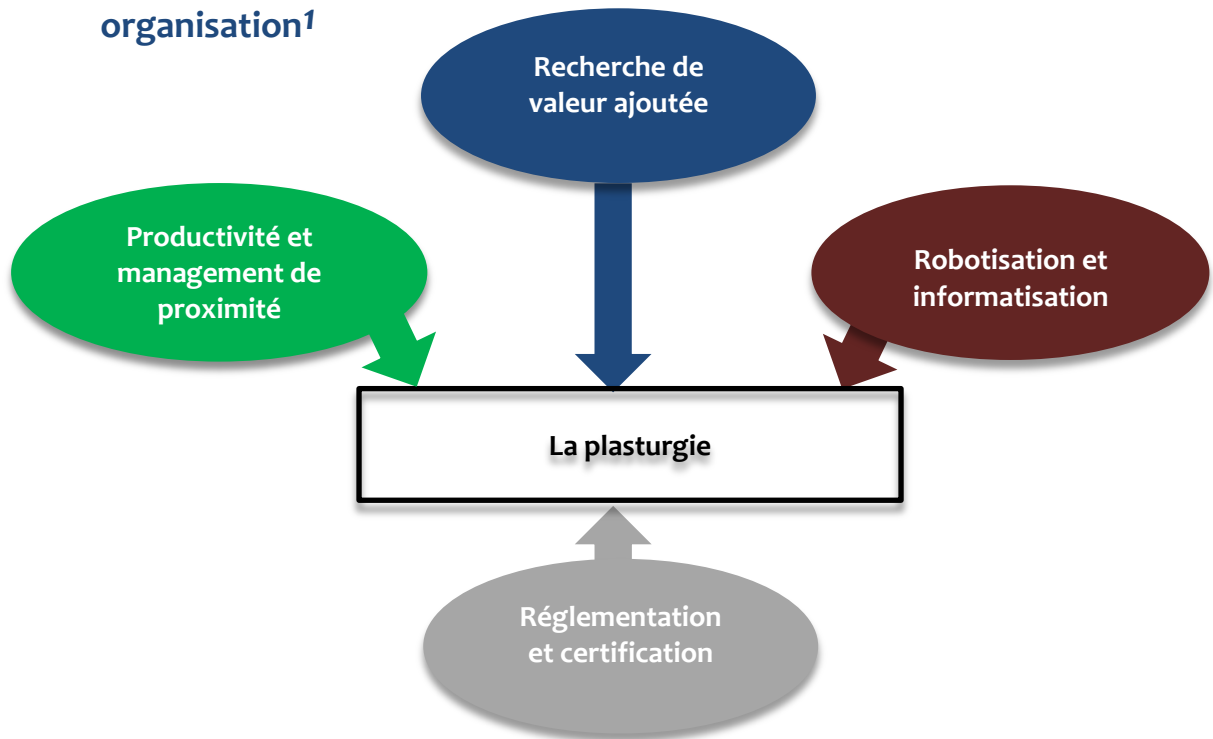 organisation¹
Recherche de
valeur ajoutée
Productivité et
management de
proximité
Robotisation et
informatisation
La plasturgie
Réglementation
et certification